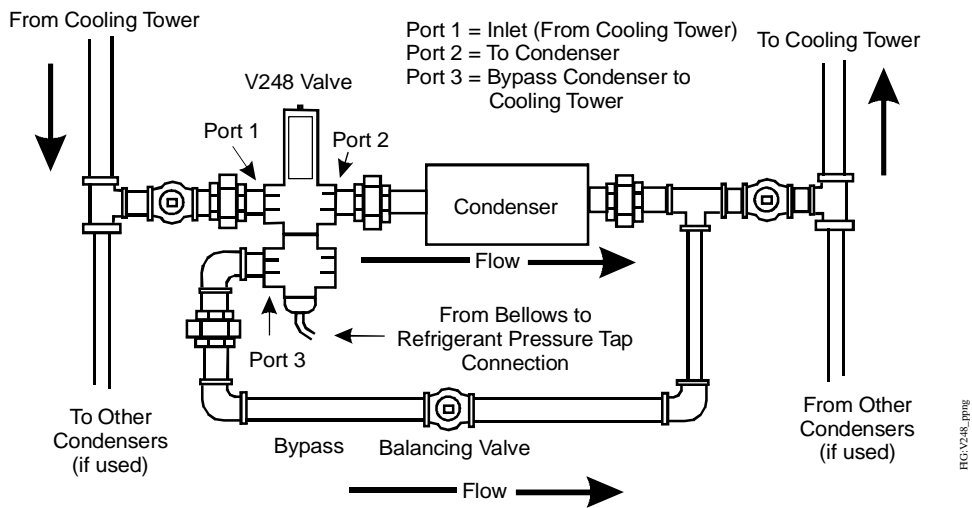 From Cooling Tower
Port 1 = Inlet (From Cooling Tower)
Port 2 = To Condenser
Port 3 = Bypass Condenser to
Cooling Tower
To Cooling Tower
V248 Valve
Port 1
Port 2
Condenser
Flow
From Bellows to
Refrigerant Pressure Tap
Connection
Port 3
To Other
Condensers
(if used)
Bypass
Balancing Valve
From Other
Condensers
(if used)
Flow
FIG:V248_ppng